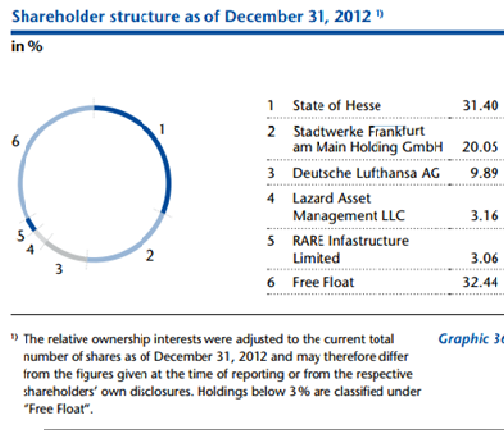 Shareholder structure as of December 31, 2012 ¹⁾
in %
1 State of Hesse 31.40
2 Stadtwerke Frankfurt
am Main Holding GmbH 20.05
3 Deutsche Lufthansa AG 9.89
4 Lazard Asset
Management LLC 3.16
5 RARE Infastructure
Limited 3.06
6 Free Float 32.44
1
2
3
4
5
6
¹⁾ The relative ownership interests were adjusted to the current total
number of shares as of December 31, 2012 and may therefore differ
from the figures given at the time of reporting or from the respective
shareholders' own disclosures. Holdings below 3 % are classified under
"Free Float".
Graphic